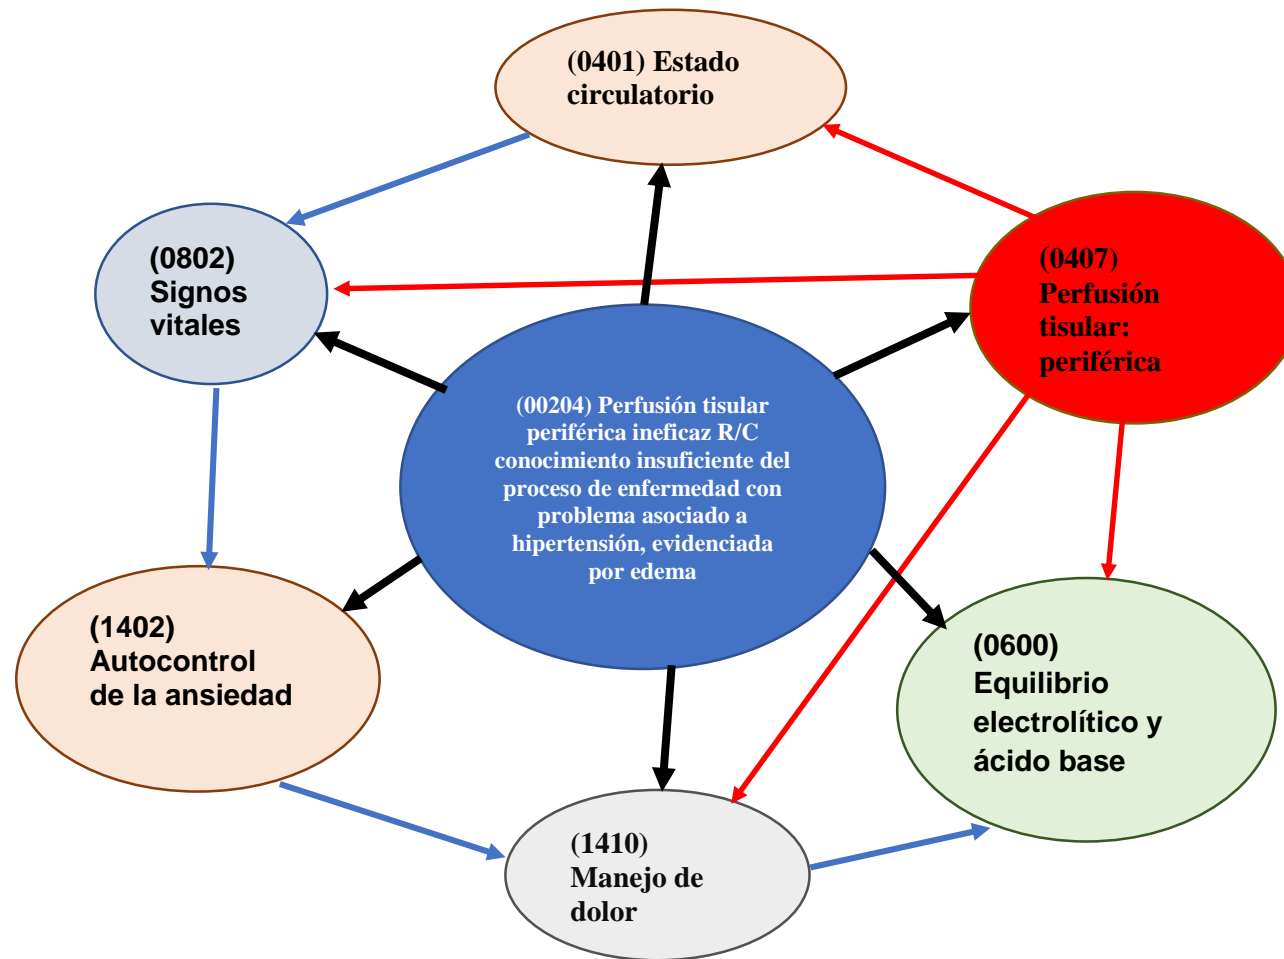 (0401) Estado
circulatorio
(0802)
Signos
vitales
(0407)
Perfusión
tisular:
periférica
(00204) Perfusión tisular
periférica ineficaz R/C
conocimiento insuficiente del
proceso de enfermedad con
problema asociado a
hipertensión, evidenciada
por edema
(1402)
Autocontrol
de la ansiedad
(0600)
Equilibrio
electrolítico y
ácido base
(1410)
Manejo de
dolor